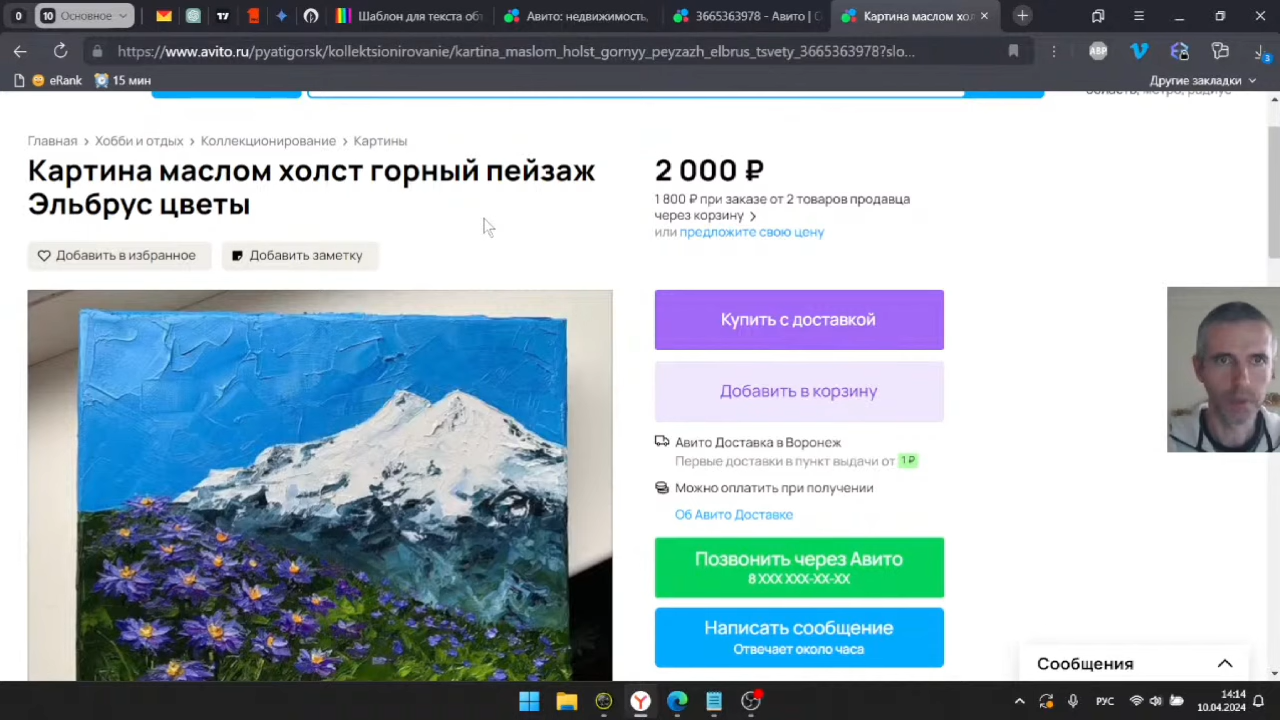 0
10 Основное
Шаблон для текста об
Авито: недвижимость,
3665363978 - Авито | О
Картина маслом хол
https://www.avito.ru/pyatigorsk/kollektsionirovanie/kartina_maslom_holst_gornyy_peyzazh_elbrus_tsvety_3665363978?slo...
ABP
3
eRank
15 мин
Другие закладки
область, метро, радиус
Главная > Хобби и отдых > Коллекционирование > Картины
Картина маслом холст горный пейзаж
Эльбрус цветы
Добавить в избранное
Добавить заметку
2 000 ₽
1 800 ₽ при заказе от 2 товаров продавца
через корзину >
или предложите свою цену
Купить с доставкой
Добавить в корзину
Авито Доставка в Воронеж
Первые доставки в пункт выдачи от 1 ₽
Можно оплатить при получении
Об Авито Доставке
Позвонить через Авито
8 XXX XXX-XX-XX
Написать сообщение
Отвечает около часа
Сообщения
РУС
14:14
10.04.2024